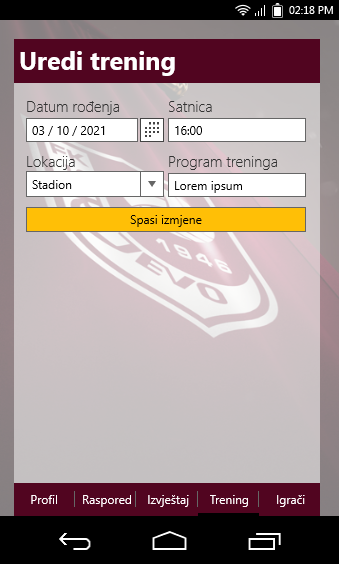 02:18 PM
Uredi trening
Datum rođenja Satnica
03 / 10 / 2021 16:00
Lokacija Program treninga
Stadion Lorem ipsum
Spasi izmjene
1946
EVO
Profil Raspored Izvještaj Trening Igrači